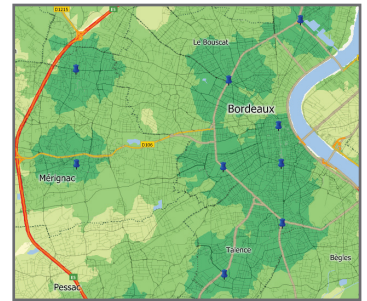 D1215
Le Bouscat
Bordeaux
D106
Mérignac
Talence
Bègles
Pessac